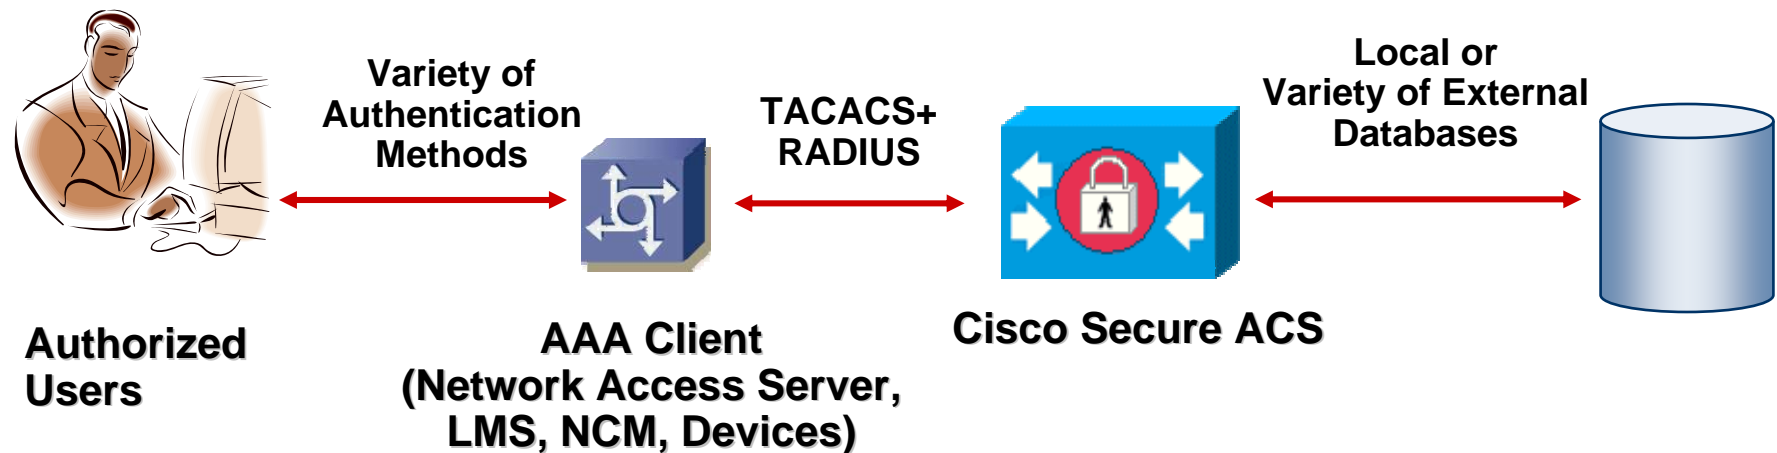 Variety of
Authentication
Methods
TACACS+
RADIUS
Local or
Variety of External
Databases
Authorized
Users
AAA Client
(Network Access Server,
LMS, NCM, Devices)
Cisco Secure ACS